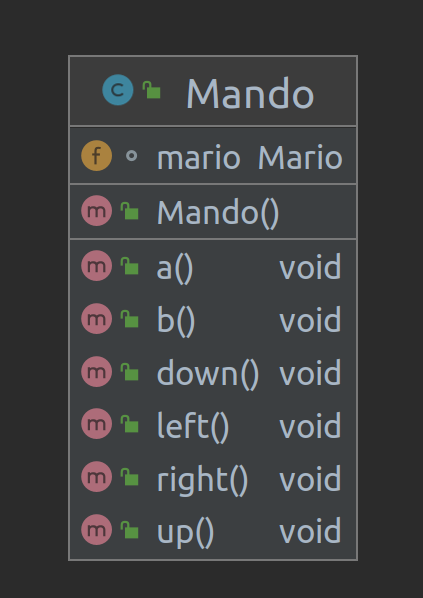 C Mando
f mario Mario
m Mando()
m a() void
m b() void
m down() void
m left() void
m right() void
m up() void